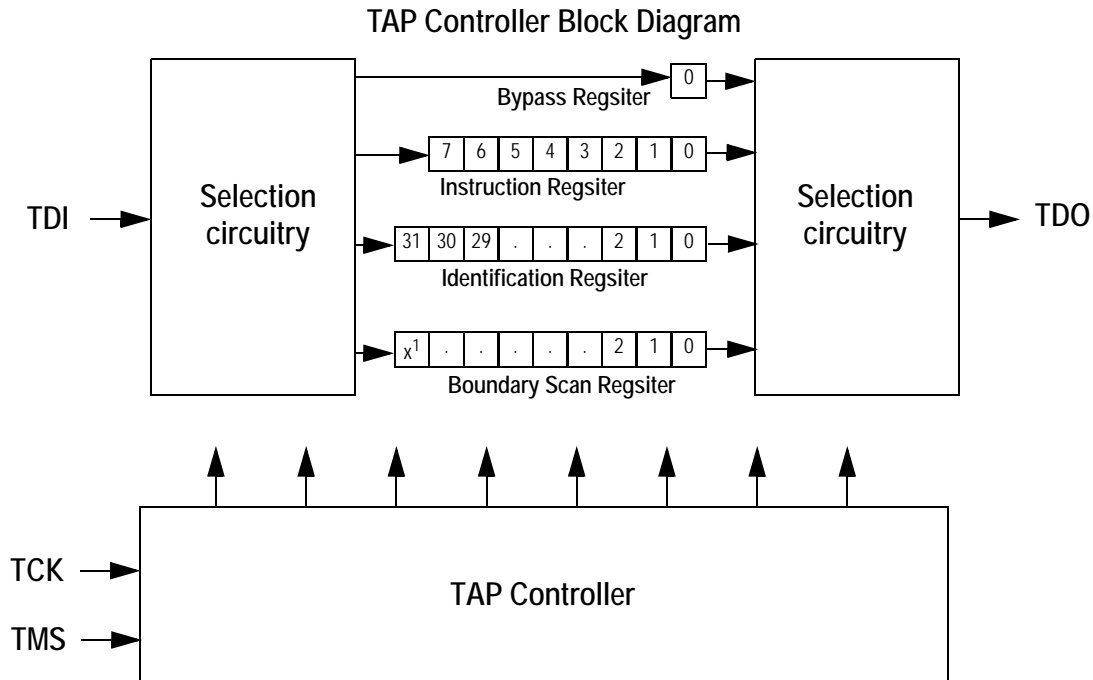 TAP Controller Block Diagram
0
Bypass Regsiter
7 6 5 4 3 2 1 0
Instruction Regsiter
Selection
circuitry
Selection
circuitry
TDI
TDO
31 30 29 . . . 2 1 0
Identification Regsiter
x1 . . . . . 2 1 0
Boundary Scan Regsiter
TCK
TAP Controller
TMS